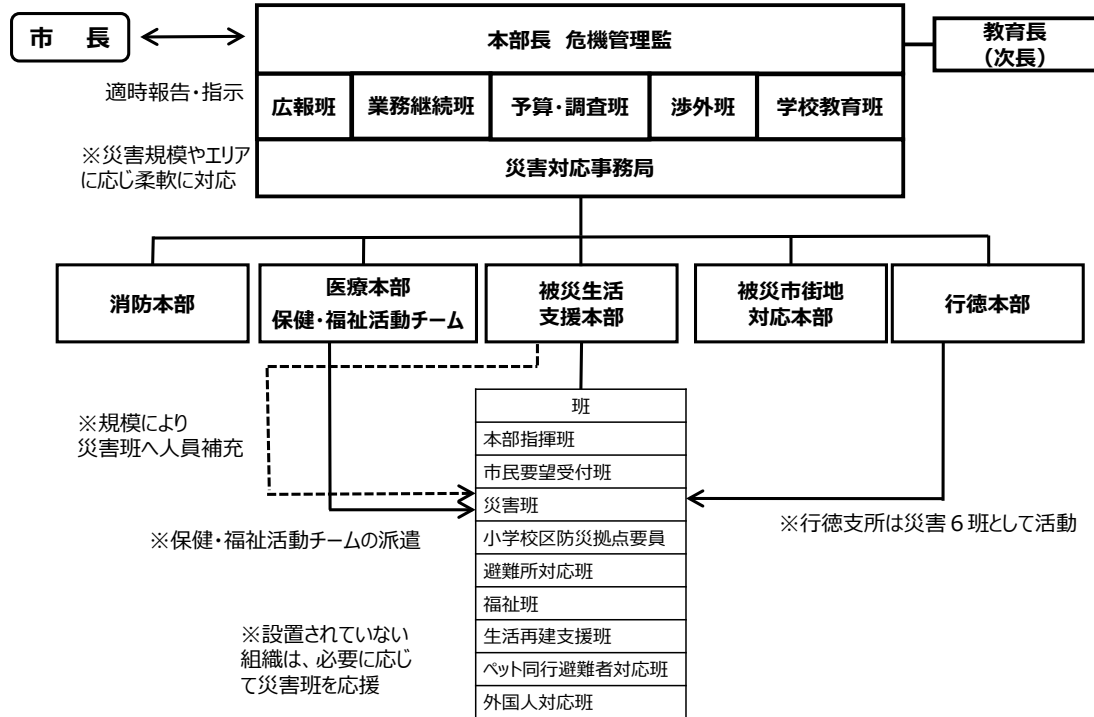 市 長
本部長 危機管理監
教育長
（次長）
適時報告・指示
広報班
業務継続班
予算・調査班
渉外班
学校教育班
※災害規模やエリア
に応じ柔軟に対応
災害対応事務局
消防本部
医療本部
保健・福祉活動チーム
被災生活
支援本部
被災市街地
対応本部
行徳本部
※規模により
災害班へ人員補充
班
本部指揮班
市民要望受付班
災害班
小学校区防災拠点要員
避難所対応班
福祉班
生活再建支援班
ペット同行避難者対応班
外国人対応班
※行徳支所は災害６班として活動
※保健・福祉活動チームの派遣
※設置されていない
組織は、必要に応じ
て災害班を応援